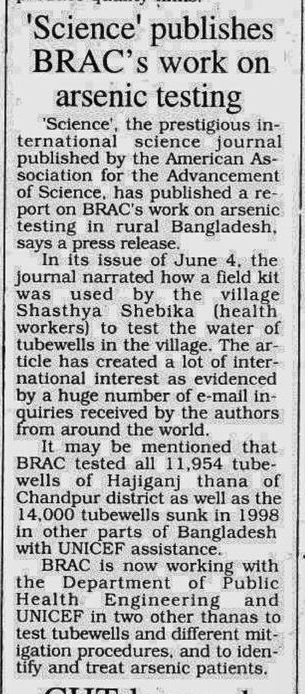 'Science' publishes
BRAC's work on
arsenic testing
'Science', the prestigious in-
ternational science journal
published by the American As-
sociation for the Advancement
of Science, has published a re-
port on BRAC's work on arsenic
testing in rural Bangladesh,
says a press release.
In its issue of June 4, the
journal narrated how a field kit
was used by the village
Shasthya Shebika (health
workers) to test the water of
tubewells in the village. The ar-
ticle has created a lot of inter-
national interest as evidenced
by a huge number of e-mail in-
quiries received by the authors
from around the world.
It may be mentioned that
BRAC tested all 11,954 tube-
wells of Hajiganj thana of
Chandpur district as well as the
14,000 tubewells sunk in 1998
in other parts of Bangladesh
with UNICEF assistance.
BRAC is now working with
the Department of Public
Health Engineering and
UNICEF in two other thanas to
test tubewells and different mit-
igation procedures, and to iden-
tify and treat arsenic patients.